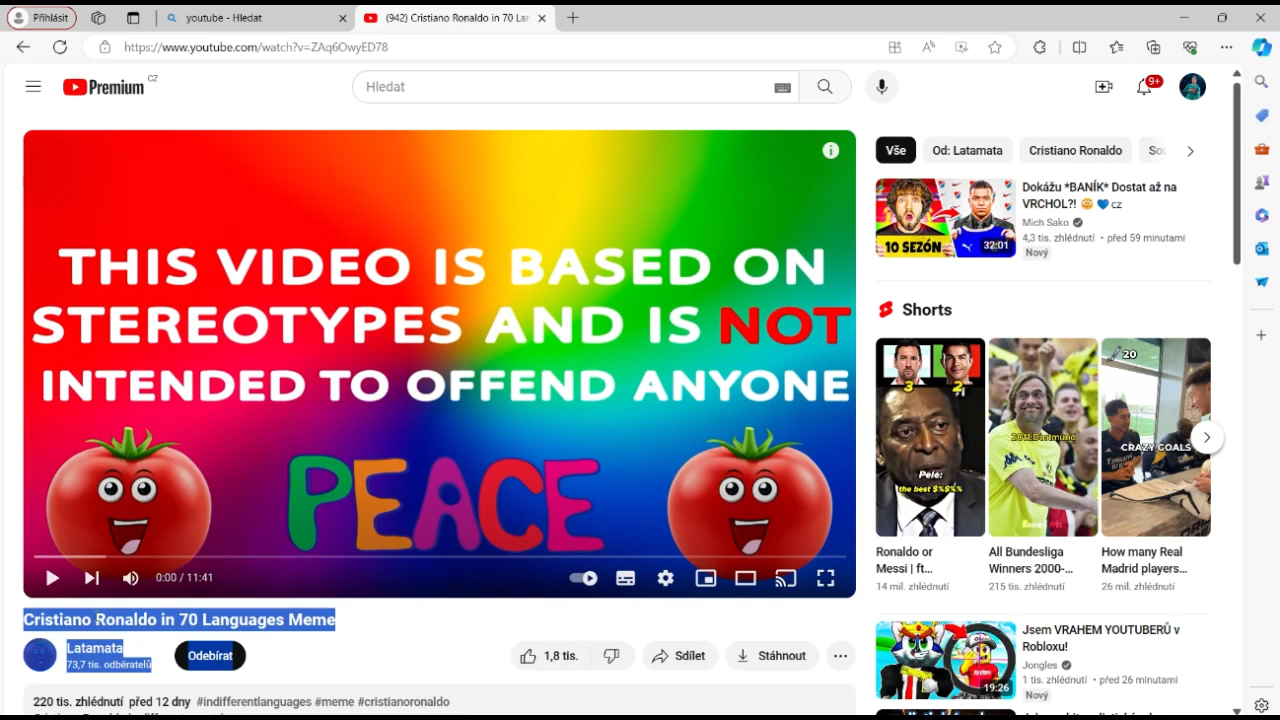 Přihlásit
youtube - Hledat
(942) Cristiano Ronaldo in 70 Lan
https://www.youtube.com/watch?v=ZAq6OwyED78
Premium CZ
Hledat
9+
THIS VIDEO IS BASED ON
STEREOTYPES AND IS NOT
INTENDED TO OFFEND ANYONE
PEACE
0:00 / 11:41
Cristiano Ronaldo in 70 Languages Meme
Latamata
73,7 tis. odběratelů
Odebírat
1,8 tis.
Sdílet
Stáhnout
220 tis. zhlédnutí před 12 dny #indifferentlanguages #meme #cristianoronaldo
Vše
Od: Latamata
Cristiano Ronaldo
10 SEZÓN
32:01
Dokážu *BANÍK* Dostat až na
VRCHOL?! CZ
Mich Sako
4,3 tis. zhlédnutí • před 59 minutami
Nový
Shorts
3
2
Pele:
the best $%$%%
20
CRAZY GOALS
Ronaldo or
Messi | ft...
14 mil. zhlédnutí
All Bundesliga
Winners 2000-...
215 tis. zhlédnutí
How many Real
Madrid players...
26 mil. zhlédnutí
19:26
Jsem VRAHEM YOUTUBERŮ v
Robloxu!
Jongles
1 tis. zhlédnutí • před 26 minutami
Nový